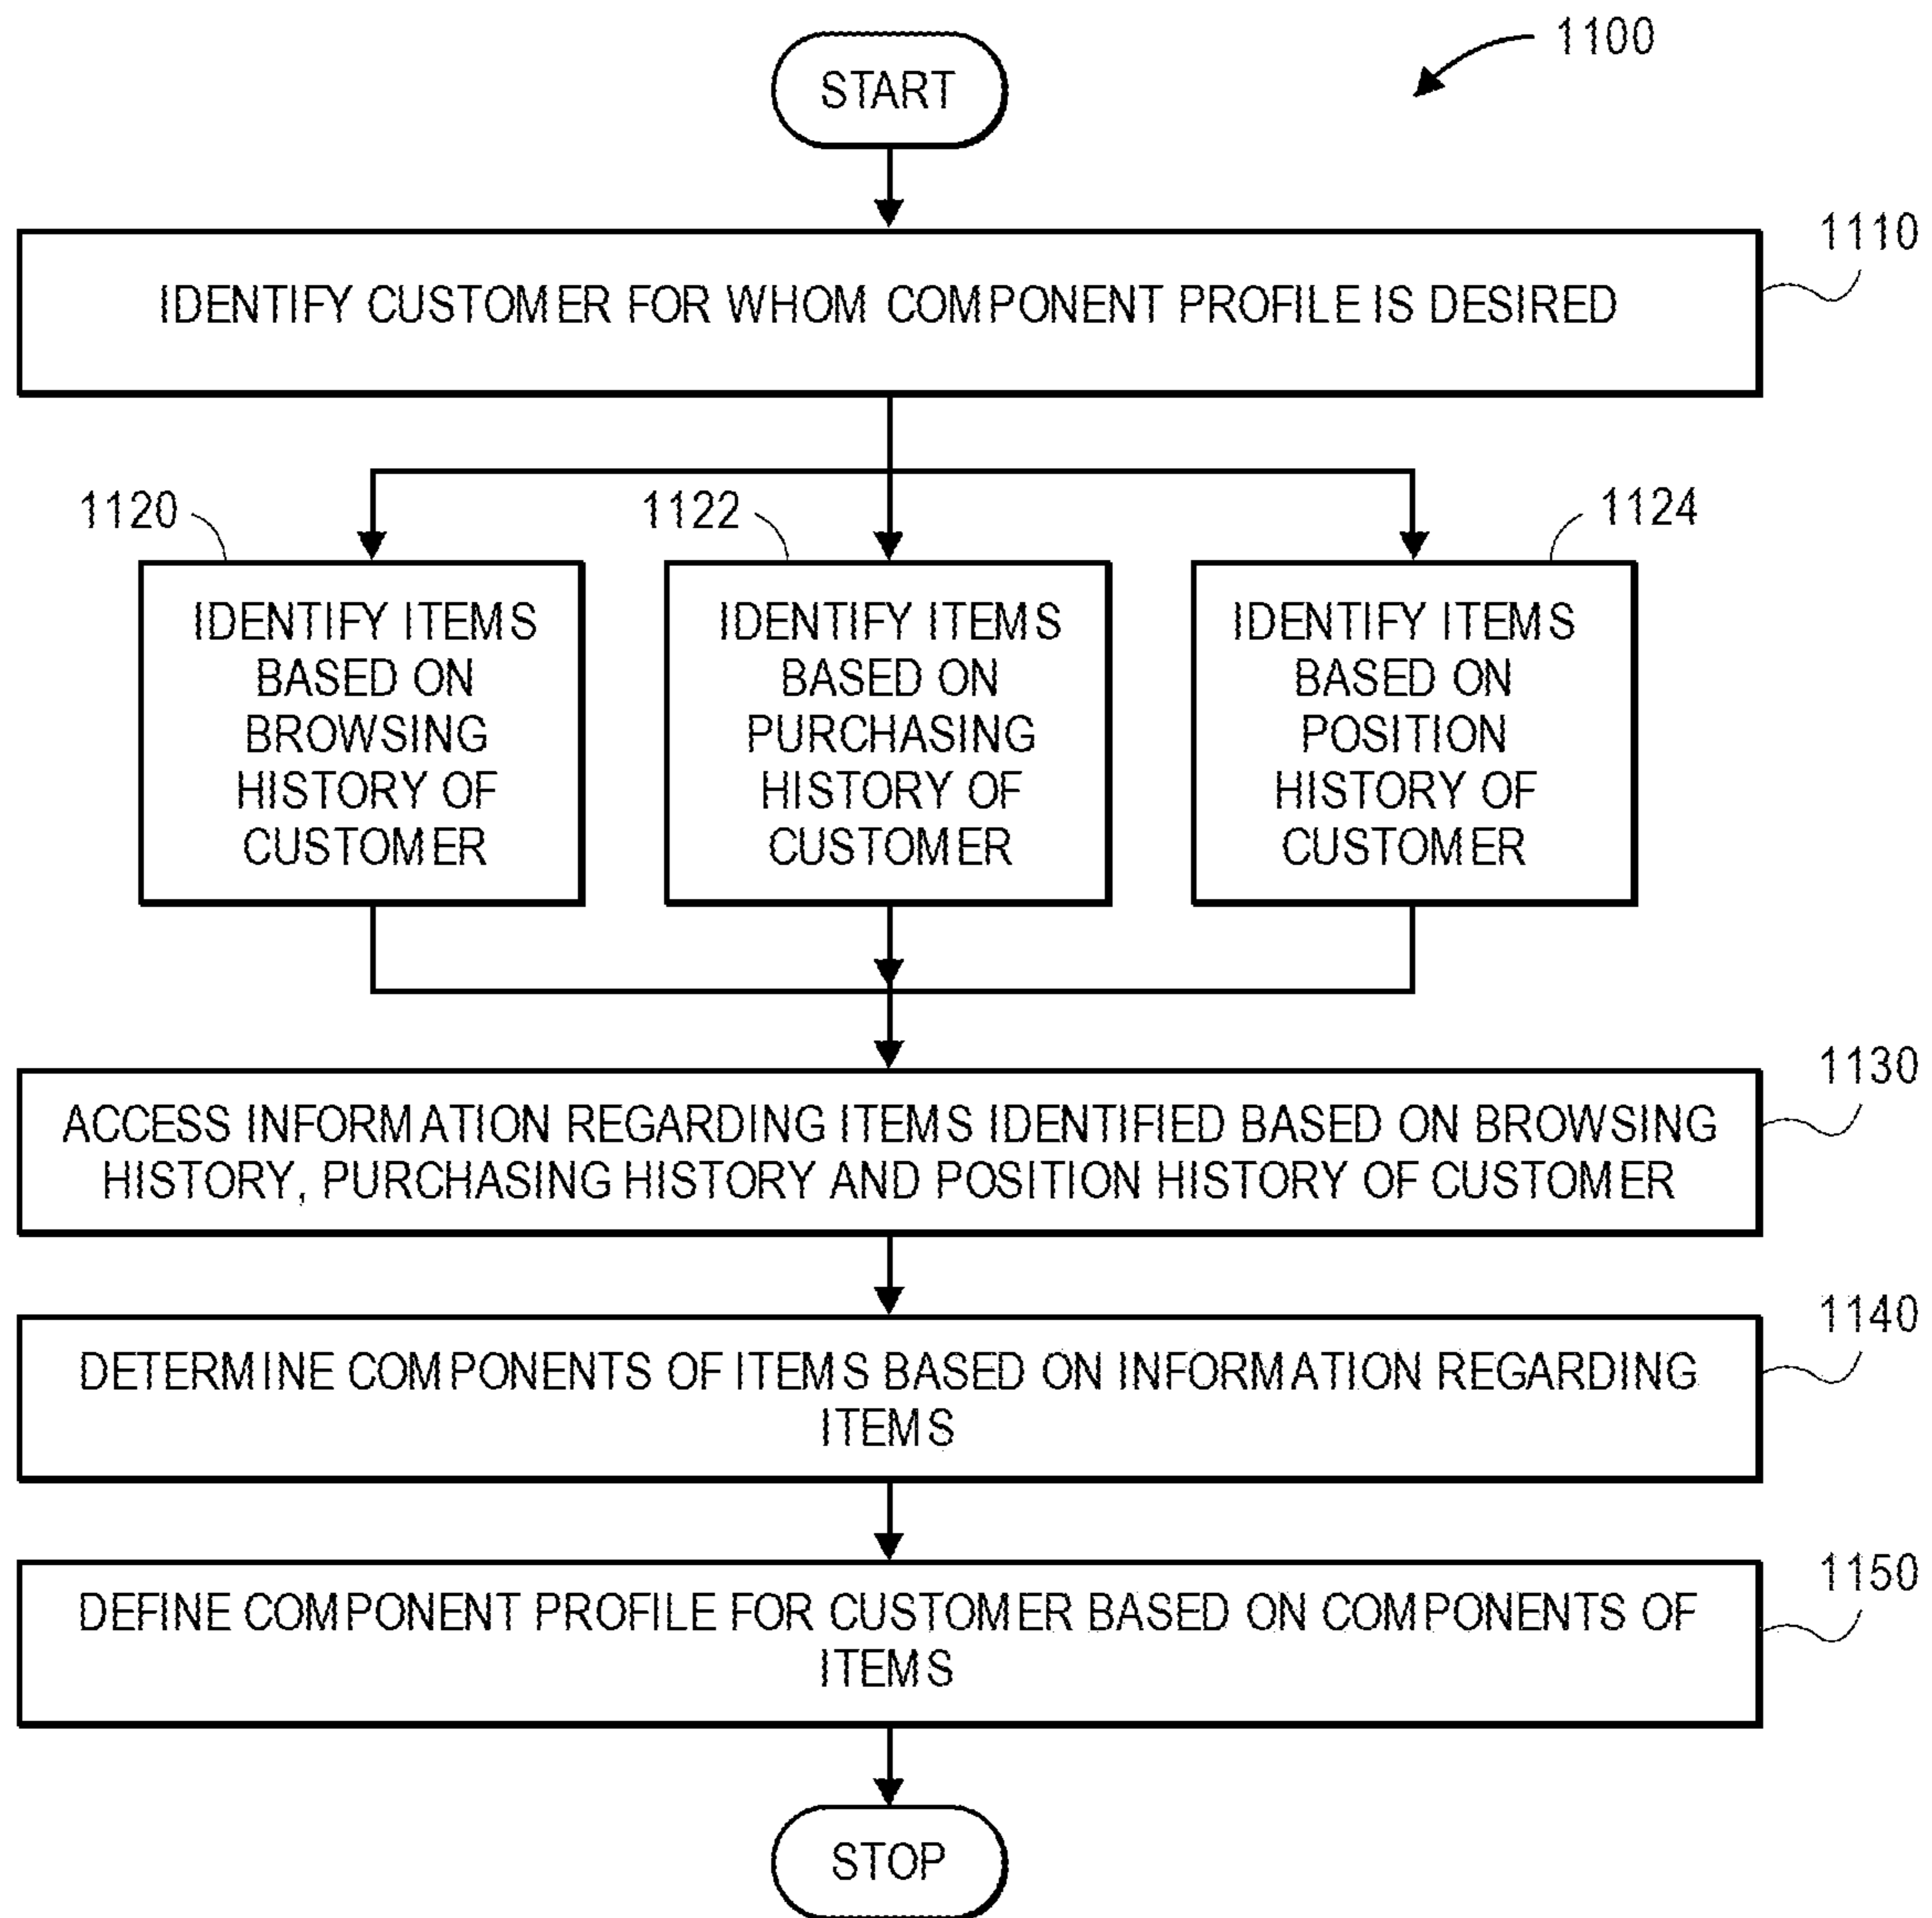 1100
START
1110
IDENTIFY CUSTOMER FOR WHOM COMPONENT PROFILE IS DESIRED
1120
IDENTIFY ITEMS
BASED ON
BROWSING
HISTORY OF
CUSTOMER
1122
IDENTIFY ITEMS
BASED ON
PURCHASING
HISTORY OF
CUSTOMER
1124
IDENTIFY ITEMS
BASED ON
POSITION
HISTORY OF
CUSTOMER
1130
ACCESS INFORMATION REGARDING ITEMS IDENTIFIED BASED ON BROWSING
HISTORY, PURCHASING HISTORY AND POSITION HISTORY OF CUSTOMER
1140
DETERMINE COMPONENTS OF ITEMS BASED ON INFORMATION REGARDING
ITEMS
1150
DEFINE COMPONENT PROFILE FOR CUSTOMER BASED ON COMPONENTS OF
ITEMS
STOP